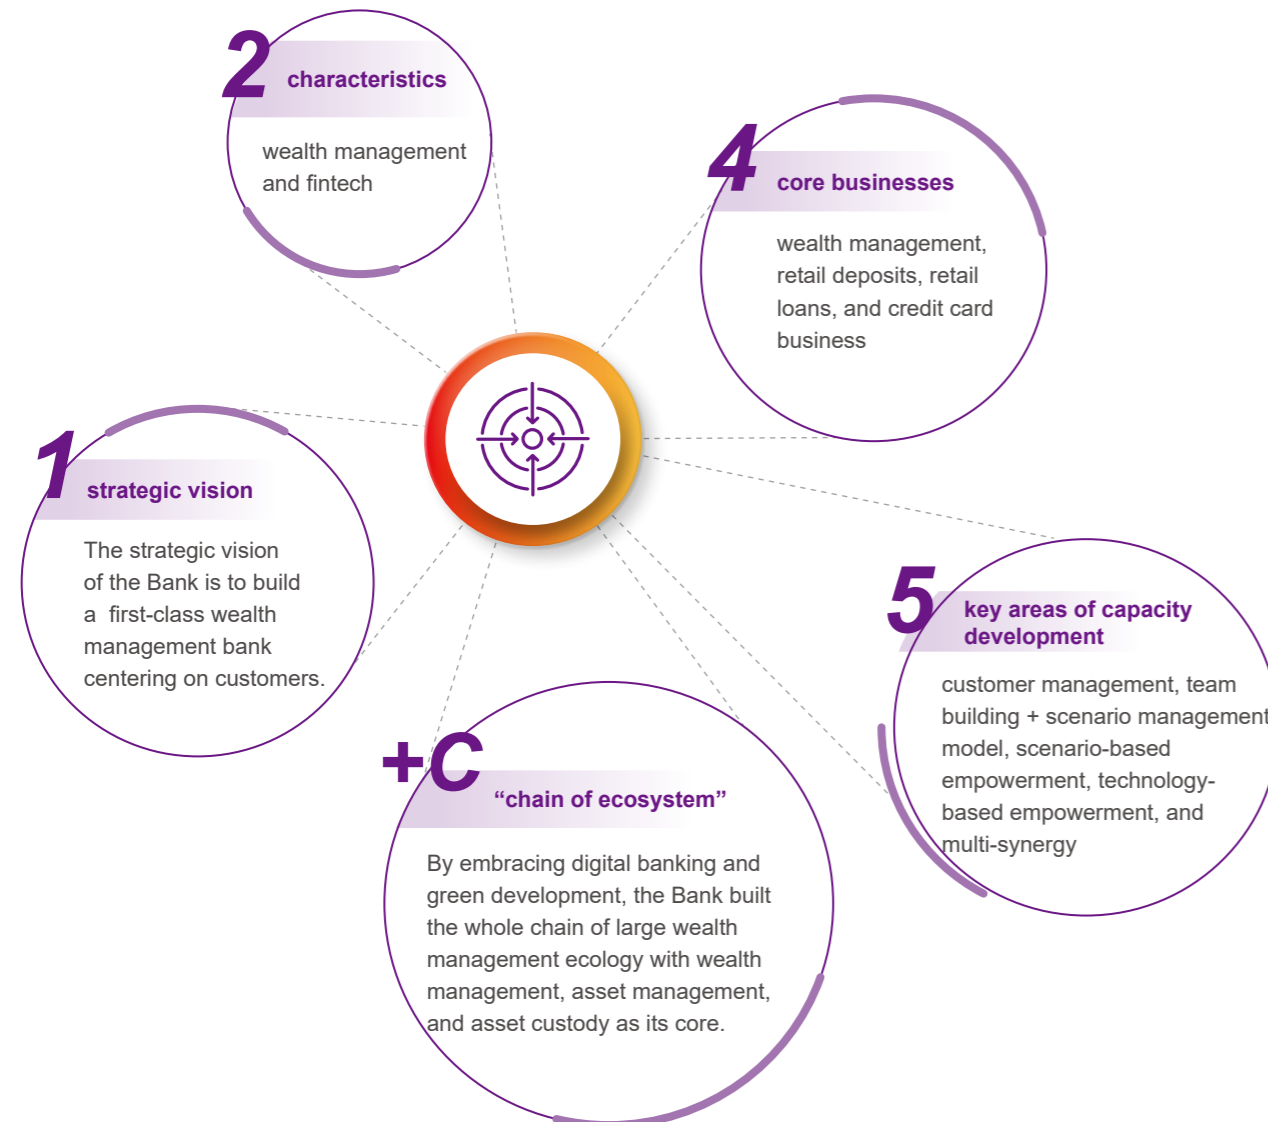 2 characteristics
wealth management
and fintech
4 core businesses
wealth management,
retail deposits, retail
loans, and credit card
business
1 strategic vision
The strategic vision
of the Bank is to build
a first-class wealth
management bank
centering on customers.
5 key areas of capacity
development
customer management, team
building + scenario management
model, scenario-based
empowerment, technology-
based empowerment, and
multi-synergy
+C “chain of ecosystem”
By embracing digital banking and
green development, the Bank built
the whole chain of large wealth
management ecology with wealth
management, asset management,
and asset custody as its core.